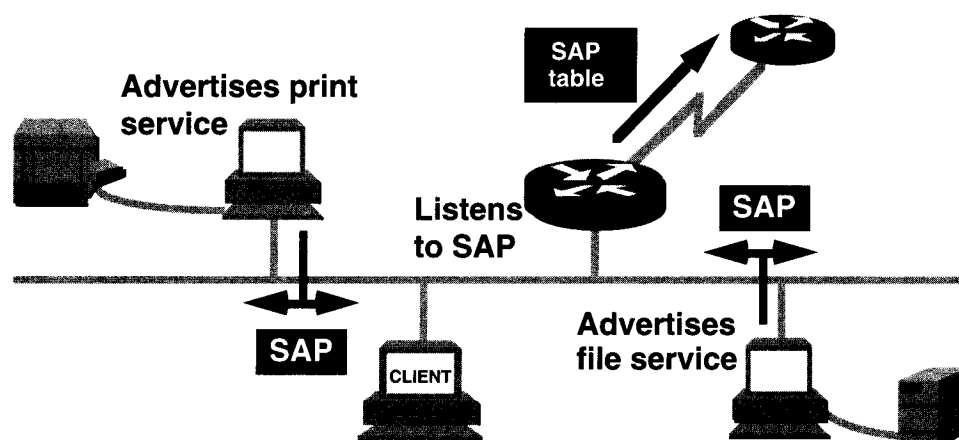 SAP
table
Advertises print
service
Listens
to SAP
SAP
SAP
Advertises
file service
CLIENT